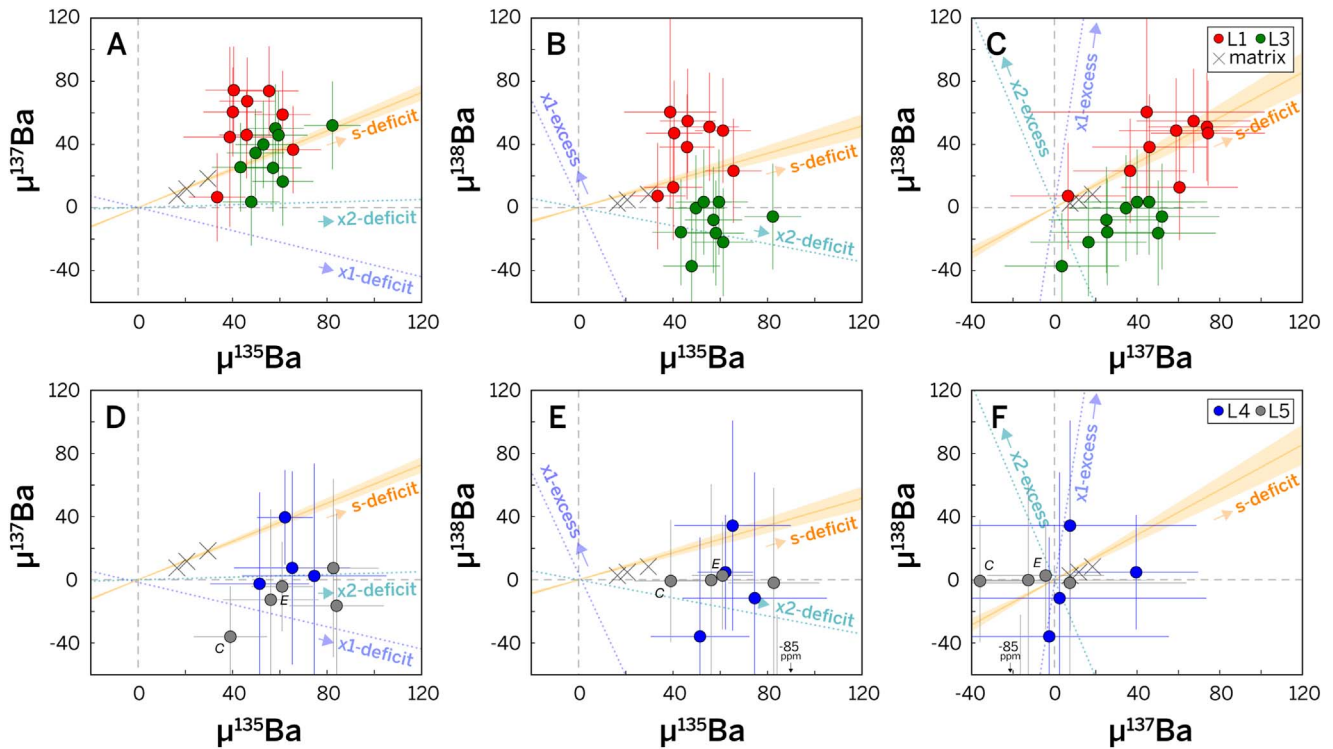 120
80
40
0
-40
μ¹³⁷Ba
A
s-deficit
x2-deficit
x1-deficit
0
40
80
120
μ¹³⁵Ba
120
80
40
0
-40
μ¹³⁸Ba
B
x1-excess
s-deficit
x2-deficit
0
40
80
120
μ¹³⁵Ba
120
80
40
0
-40
μ¹³⁸Ba
C
x2-excess
x1-excess
L1 L3
matrix
s-deficit
-40
0
40
80
120
μ¹³⁷Ba
120
80
40
0
-40
μ¹³⁷Ba
D
s-deficit
x2-deficit
x1-deficit
E
C
0
40
80
120
μ¹³⁵Ba
120
80
40
0
-40
μ¹³⁸Ba
E
x1-excess
s-deficit
x2-deficit
E
C
-85
ppm
0
40
80
120
μ¹³⁵Ba
120
80
40
0
-40
μ¹³⁸Ba
F
x2-excess
x1-excess
L4 L5
s-deficit
C
E
-85
ppm
-40
0
40
80
120
μ¹³⁷Ba